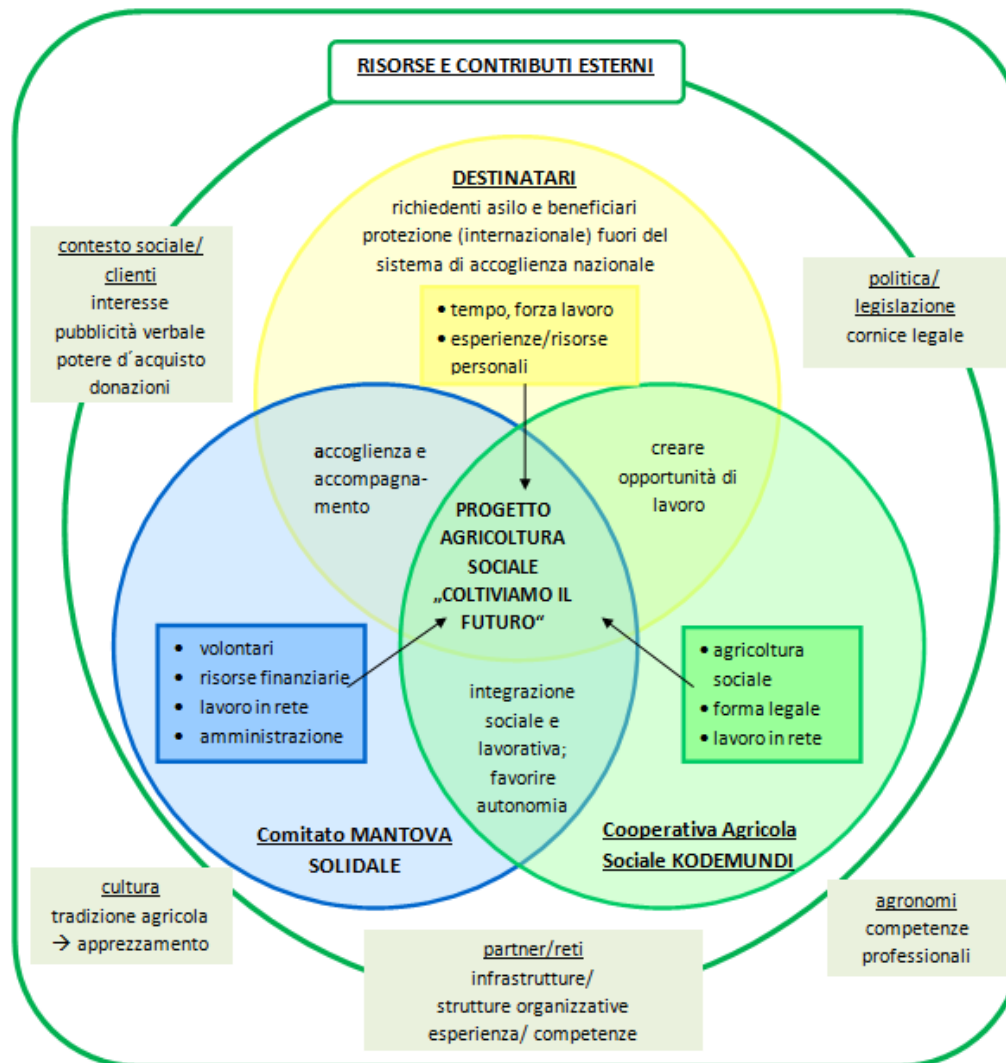 RISORSE E CONTRIBUTI ESTERNI
DESTINATARI
richiedenti asilo e beneficiari
protezione (internazionale) fuori del
sistema di accoglienza nazionale
• tempo, forza lavoro
• esperienze/risorse
personali
contesto sociale/
clienti
interesse
pubblicità verbale
potere d´acquisto
donazioni
politica/
legislazione
cornice legale
accoglienza e
accompagna-
mento
creare
opportunità di
lavoro
PROGETTO
AGRICOLTURA
SOCIALE
„COLTIVIAMO IL
FUTURO“
• volontari
• risorse finanziarie
• lavoro in rete
• amministrazione
• agricoltura
sociale
• forma legale
• lavoro in rete
integrazione
sociale e
lavorativa;
favorire
autonomia
Comitato MANTOVA
SOLIDALE
Cooperativa Agricola
Sociale KODEMUNDI
cultura
tradizione agricola
→ apprezzamento
partner/reti
infrastrutture/
strutture organizzative
esperienza/ competenze
agronomi
competenze
professionali